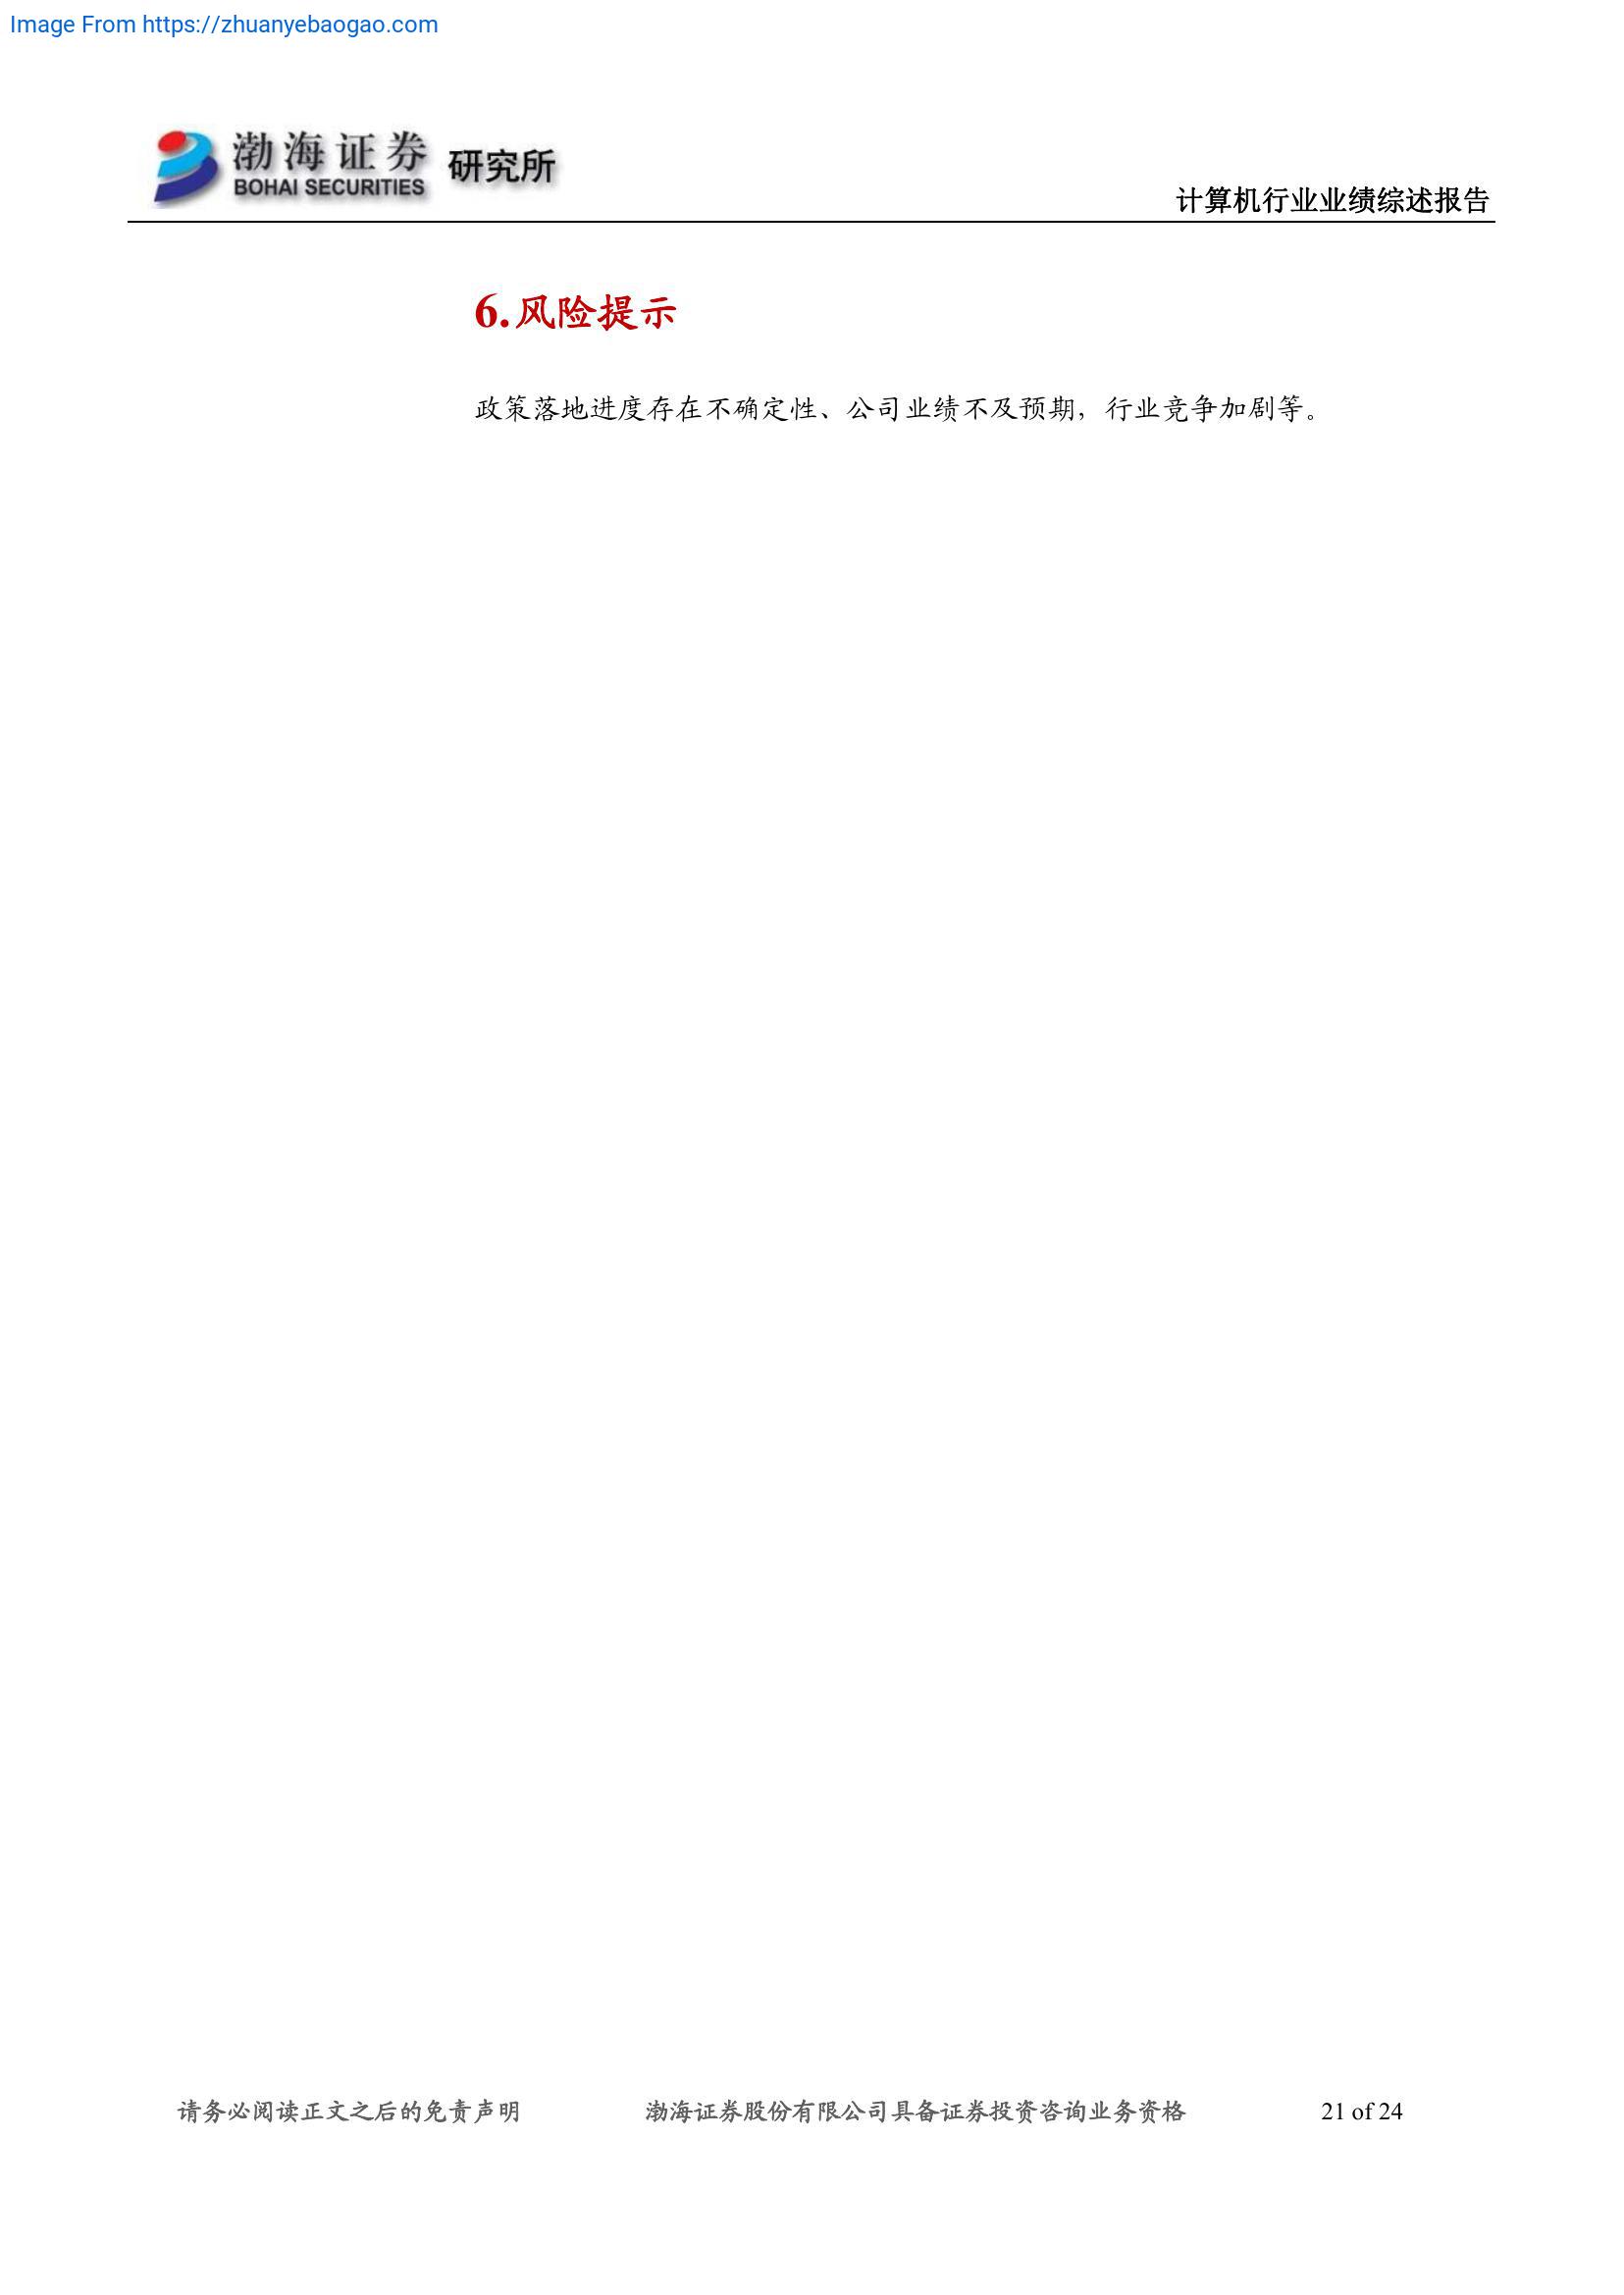 Image From https://zhuanyebaogao.com
渤海证券 研究所
BOHAI SECURITIES
计算机行业业绩综述报告
6.风险提示
政策落地进度存在不确定性、公司业绩不及预期，行业竞争加剧等。
请务必阅读正文之后的免责声明 渤海证券股份有限公司具备证券投资咨询业务资格 21 of 24